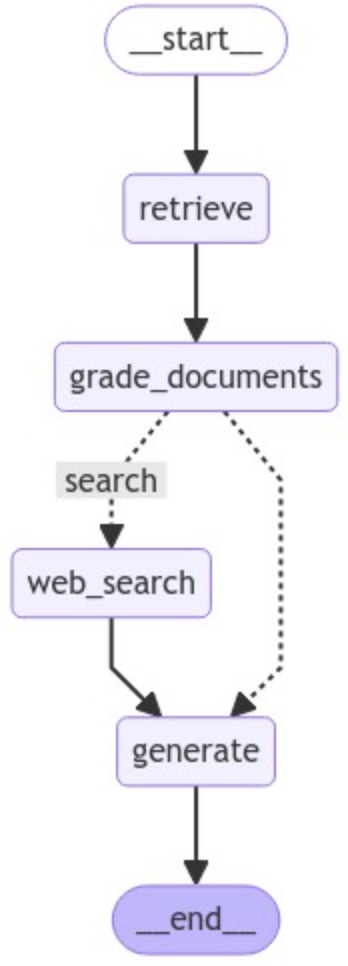 __start__
retrieve
grade_documents
search
web_search
generate
__end__